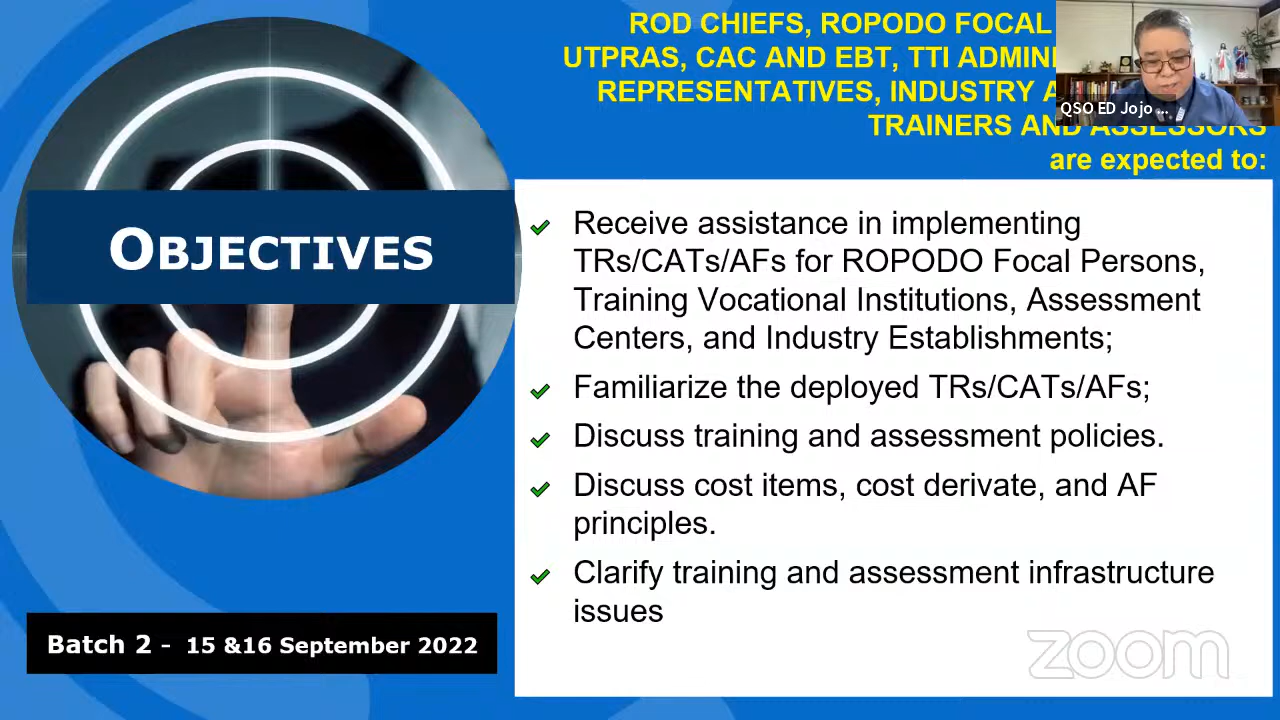 ROD CHIEFS, ROPODO FOCAL
UTPRAS, CAC AND EBT, TTI
REPRESENTATIVES, INDUSTRY
TRAINERS AND ASSESSORS
are expected to:
QSO ED Jojo ...
OBJECTIVES
Receive assistance in implementing
TRs/CATs/AFs for ROPODO Focal Persons,
Training Vocational Institutions, Assessment
Centers, and Industry Establishments;
Familiarize the deployed TRs/CATs/AFs;
Discuss training and assessment policies.
Discuss cost items, cost derivate, and AF
principles.
Clarify training and assessment infrastructure
issues
Batch 2 - 15 &16 September 2022
zoom